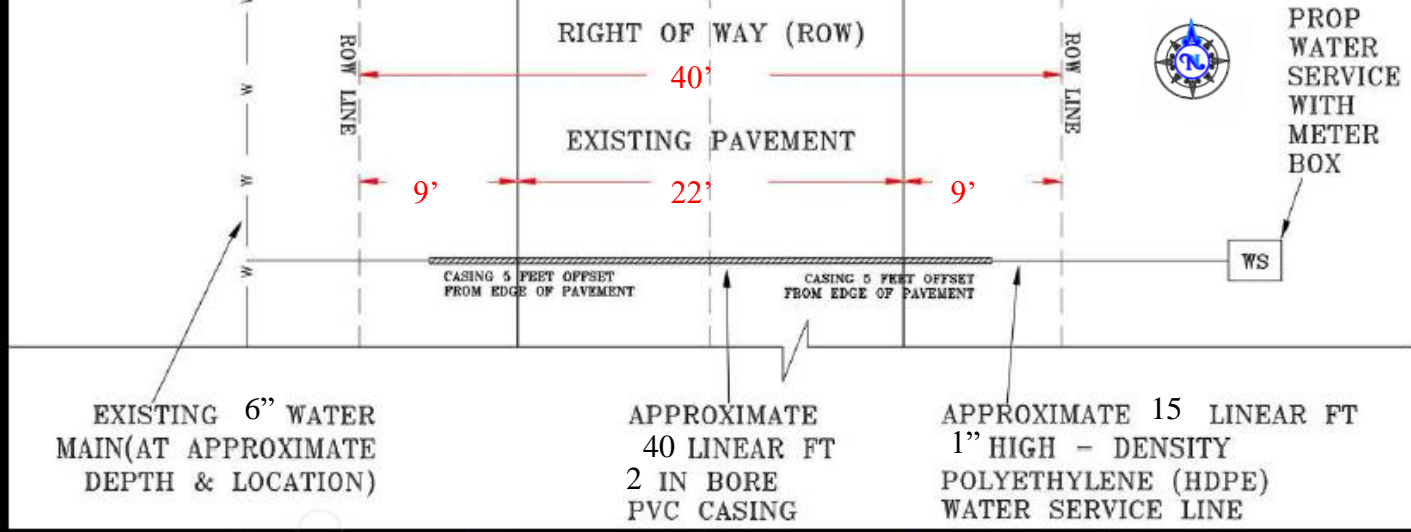 RIGHT OF WAY (ROW)
40'
ROW LINE
ROW LINE
N
PROP
WATER
SERVICE
WITH
METER
BOX
EXISTING PAVEMENT
9'
22'
9'
W
W
W
W
W
WS
CASING 5 FEET OFFSET
FROM EDGE OF PAVEMENT
CASING 5 FEET OFFSET
FROM EDGE OF PAVEMENT
EXISTING 6” WATER
MAIN(AT APPROXIMATE
DEPTH & LOCATION)
APPROXIMATE
40 LINEAR FT
2 IN BORE
PVC CASING
APPROXIMATE 15 LINEAR FT
1” HIGH - DENSITY
POLYETHYLENE (HDPE)
WATER SERVICE LINE